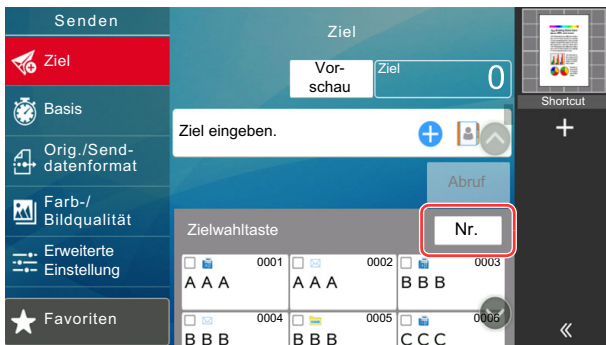 Senden
Ziel
Basis
Orig./Send-
datenformat
Farb-/
Bildqualität
Erweiterte
Einstellung
Favoriten
Ziel
Vor-
schau
Ziel
0
Ziel eingeben.
Abruf
Zielwahltaste
Nr.
0001
A A A
0002
A A A
0003
B B B
0004
B B B
0005
B B B
0006
C C C
Shortcut